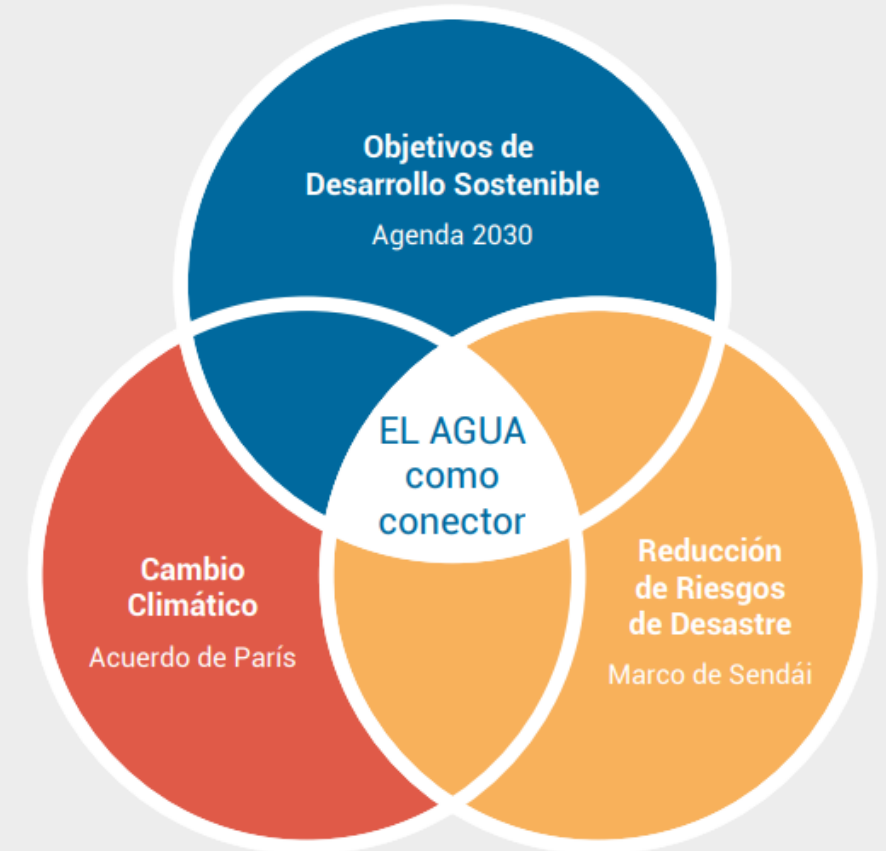 Objetivos de
Desarrollo Sostenible
Agenda 2030
EL AGUA
como
conector
Cambio
Climático
Acuerdo de París
Reducción
de Riesgos
de Desastre
Marco de Sendái